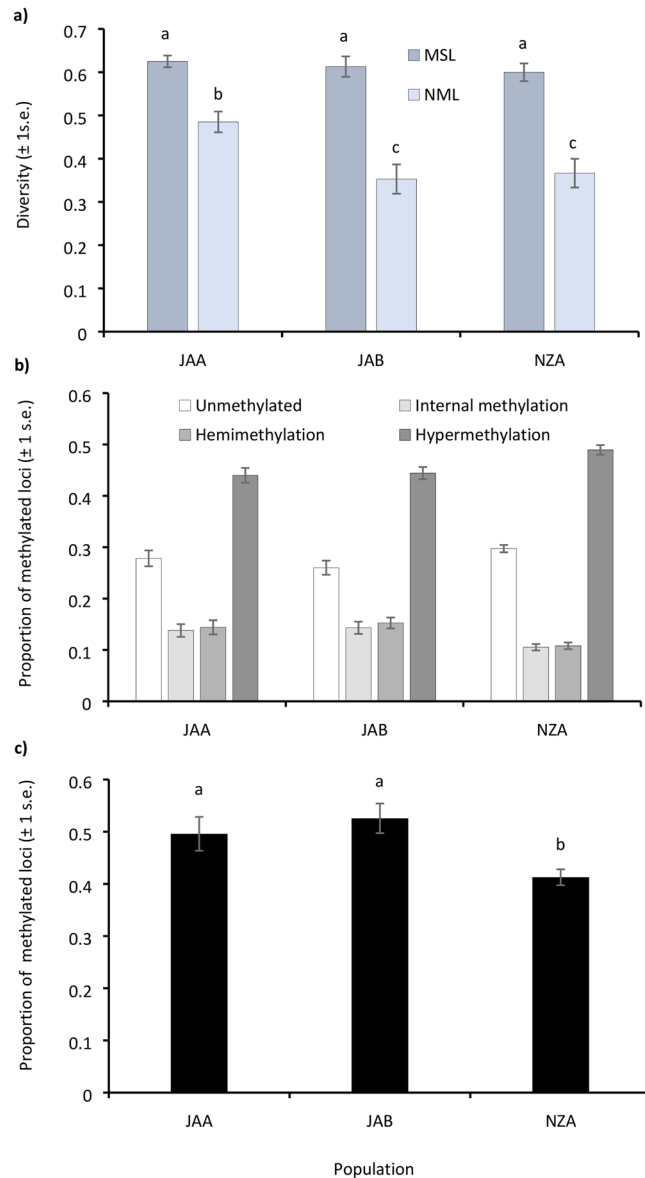 a)
0.7
0.6
0.5
0.4
0.3
0.2
0.1
0
Diversity (± 1s.e.)
a
b
a
c
a
c
MSL
NML
JAA
JAB
NZA
b)
0.6
0.5
0.4
0.3
0.2
0.1
0
Proportion of methylated loci (± 1 s.e.)
Unmethylated
Internal methylation
Hemimethylation
Hypermethylation
JAA
JAB
NZA
c)
0.6
0.5
0.4
0.3
0.2
0.1
0
Proportion of methylated loci (± 1 s.e.)
a
a
b
JAA
JAB
NZA
Population